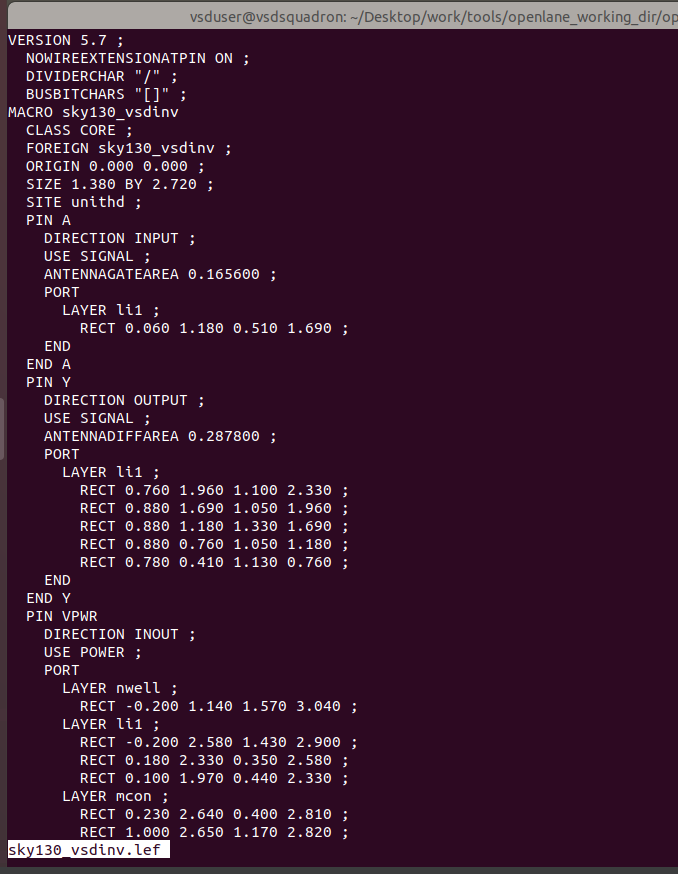 vsduser@vsdsquadron: ~/Desktop/work/tools/openlane_working_dir/op
VERSION 5.7 ;
  NOWIREEXTENSIONATPIN ON ;
  DIVIDERCHAR "/" ;
  BUSBITCHARS "[]" ;
MACRO sky130_vsdinv
  CLASS CORE ;
  FOREIGN sky130_vsdinv ;
  ORIGIN 0.000 0.000 ;
  SIZE 1.380 BY 2.720 ;
  SITE unithd ;
  PIN A
    DIRECTION INPUT ;
    USE SIGNAL ;
    ANTENNAGATEAREA 0.165600 ;
    PORT
      LAYER li1 ;
        RECT 0.060 1.180 0.510 1.690 ;
    END
  END A
  PIN Y
    DIRECTION OUTPUT ;
    USE SIGNAL ;
    ANTENNADIFFAREA 0.287800 ;
    PORT
      LAYER li1 ;
        RECT 0.760 1.960 1.100 2.330 ;
        RECT 0.880 1.690 1.050 1.960 ;
        RECT 0.880 1.180 1.330 1.690 ;
        RECT 0.880 0.760 1.050 1.180 ;
        RECT 0.780 0.410 1.130 0.760 ;
    END
  END Y
  PIN VPWR
    DIRECTION INOUT ;
    USE POWER ;
    PORT
      LAYER nwell ;
        RECT -0.200 1.140 1.570 3.040 ;
      LAYER li1 ;
        RECT -0.200 2.580 1.430 2.900 ;
        RECT 0.180 2.330 0.350 2.580 ;
        RECT 0.100 1.970 0.440 2.330 ;
      LAYER mcon ;
        RECT 0.230 2.640 0.400 2.810 ;
        RECT 1.000 2.650 1.170 2.820 ;
sky130_vsdinv.lef